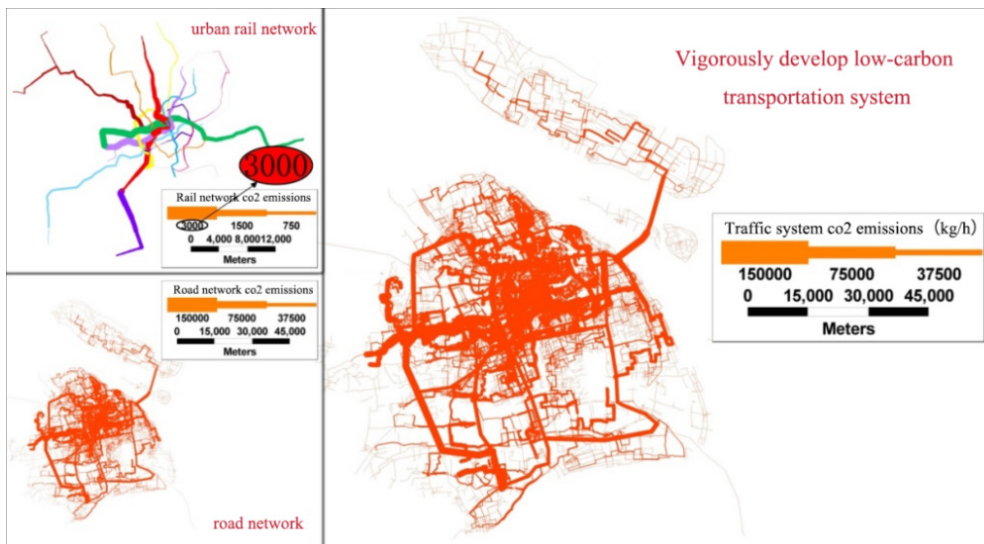 urban rail network
3000
Rail network co2 emissions
3000 1500 750
0 4,000 8,00012,000
Meters
Road network co2 emissions
150000 75000 37500
0 15,000 30,000 45,000
Meters
road network
Vigorously develop low-carbon
transportation system
Traffic system co2 emissions (kg/h)
150000 75000 37500
0 15,000 30,000 45,000
Meters